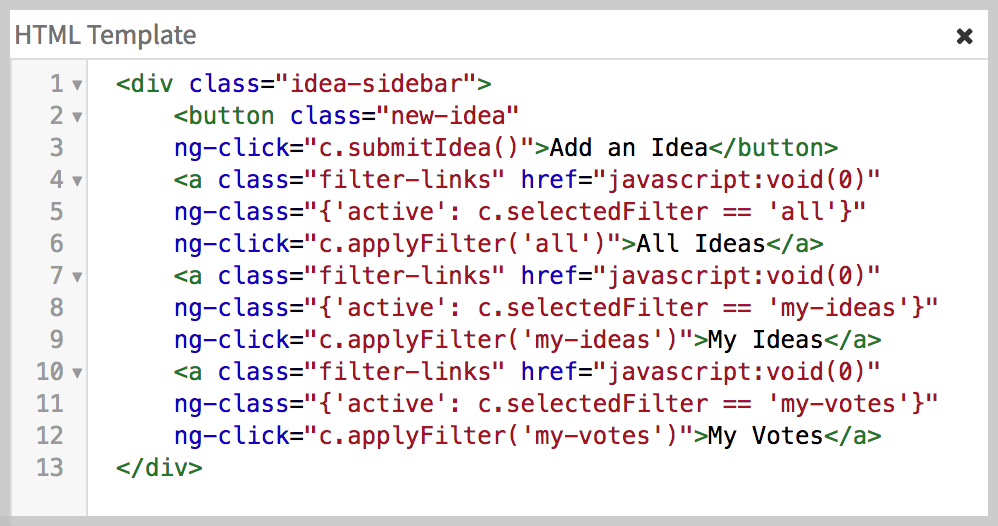 HTML Template ✖
1 <div class="idea-sidebar">
2 <button class="new-idea"
3 ng-click="c.submitIdea()">Add an Idea</button>
4 <a class="filter-links" href="javascript:void(0)"
5 ng-class="{'active': c.selectedFilter == 'all'}"
6 ng-click="c.applyFilter('all')">All Ideas</a>
7 <a class="filter-links" href="javascript:void(0)
8 ng-class="{'active': c.selectedFilter == 'my-ideas'}"
9 ng-click="c.applyFilter('my-ideas')">My Ideas</a>
10 <a class="filter-links" href="javascript:void(0)"
11 ng-class="{'active': c.selectedFilter == 'my-votes'}"
12 ng-click="c.applyFilter('my-votes')">My Votes</a>
13 </div>